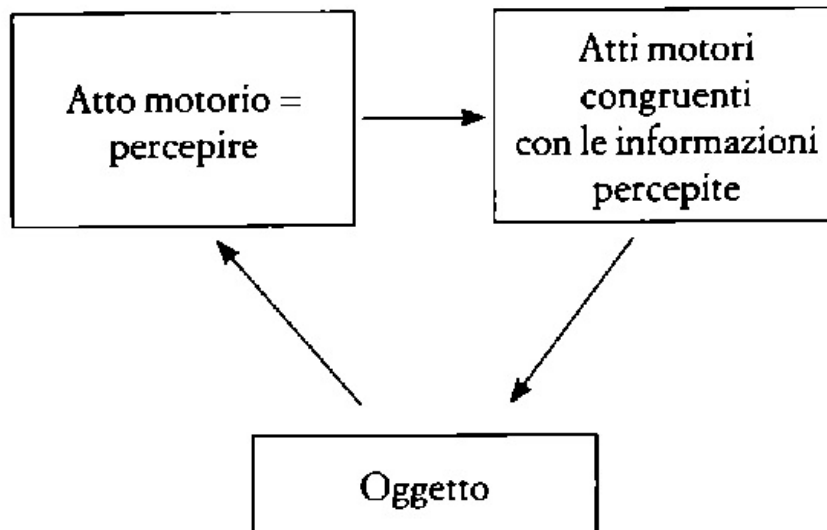 Atto motorio =
percepire
Atti motori
congruenti
con le informazioni
percepite
Oggetto